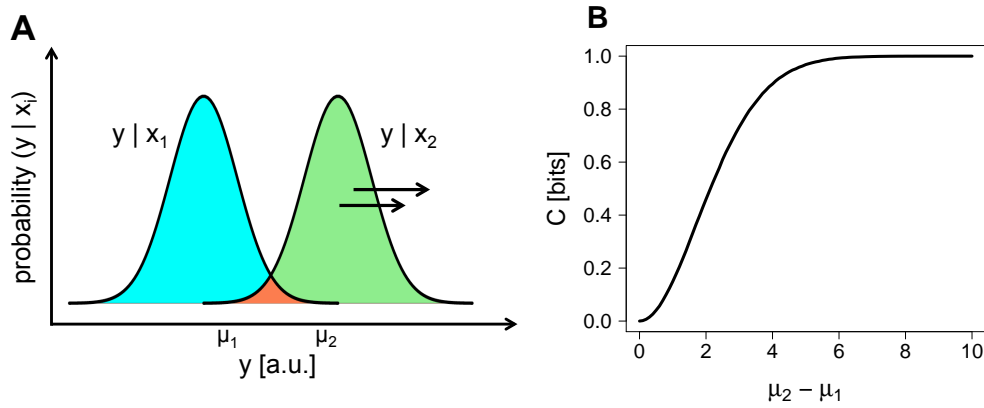 A
probability (y | xᵢ)
y | x₁
y | x₂
μ₁
μ₂
y [a.u.]
B
C [bits]
1.0
0.8
0.6
0.4
0.2
0.0
0
2
4
6
8
10
μ₂ − μ₁